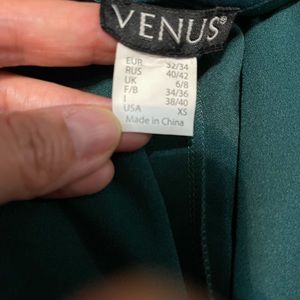 VENUS®
EUR 32/34
RUS 40/42
UK 6/8
F/B 34/36
I 38/40
USA XS
Made in China